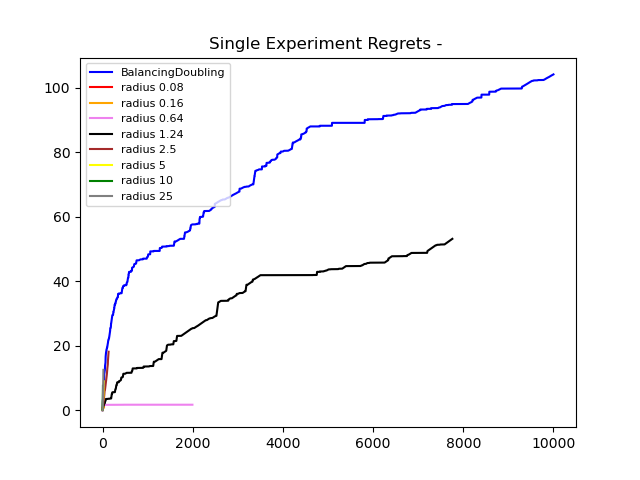 Single Experiment Regrets -
BalancingDoubling
radius 0.08
radius 0.16
radius 0.64
radius 1.24
radius 2.5
radius 5
radius 10
radius 25
100
80
60
40
20
0
0 2000 4000 6000 8000 10000